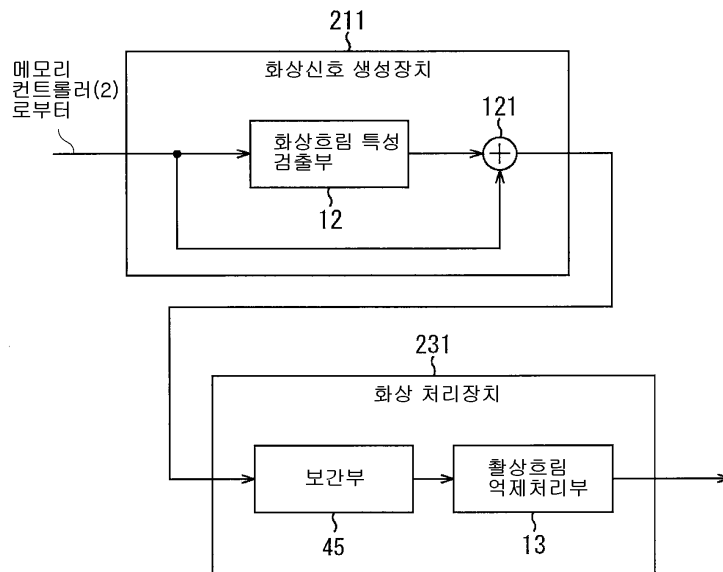 211
메모리
컨트롤러(2)
로부터
화상신호 생성장치
121
화상흐림 특성
검출부
12
231
화상 처리장치
보간부
활상흐림
억제처리부
45
13